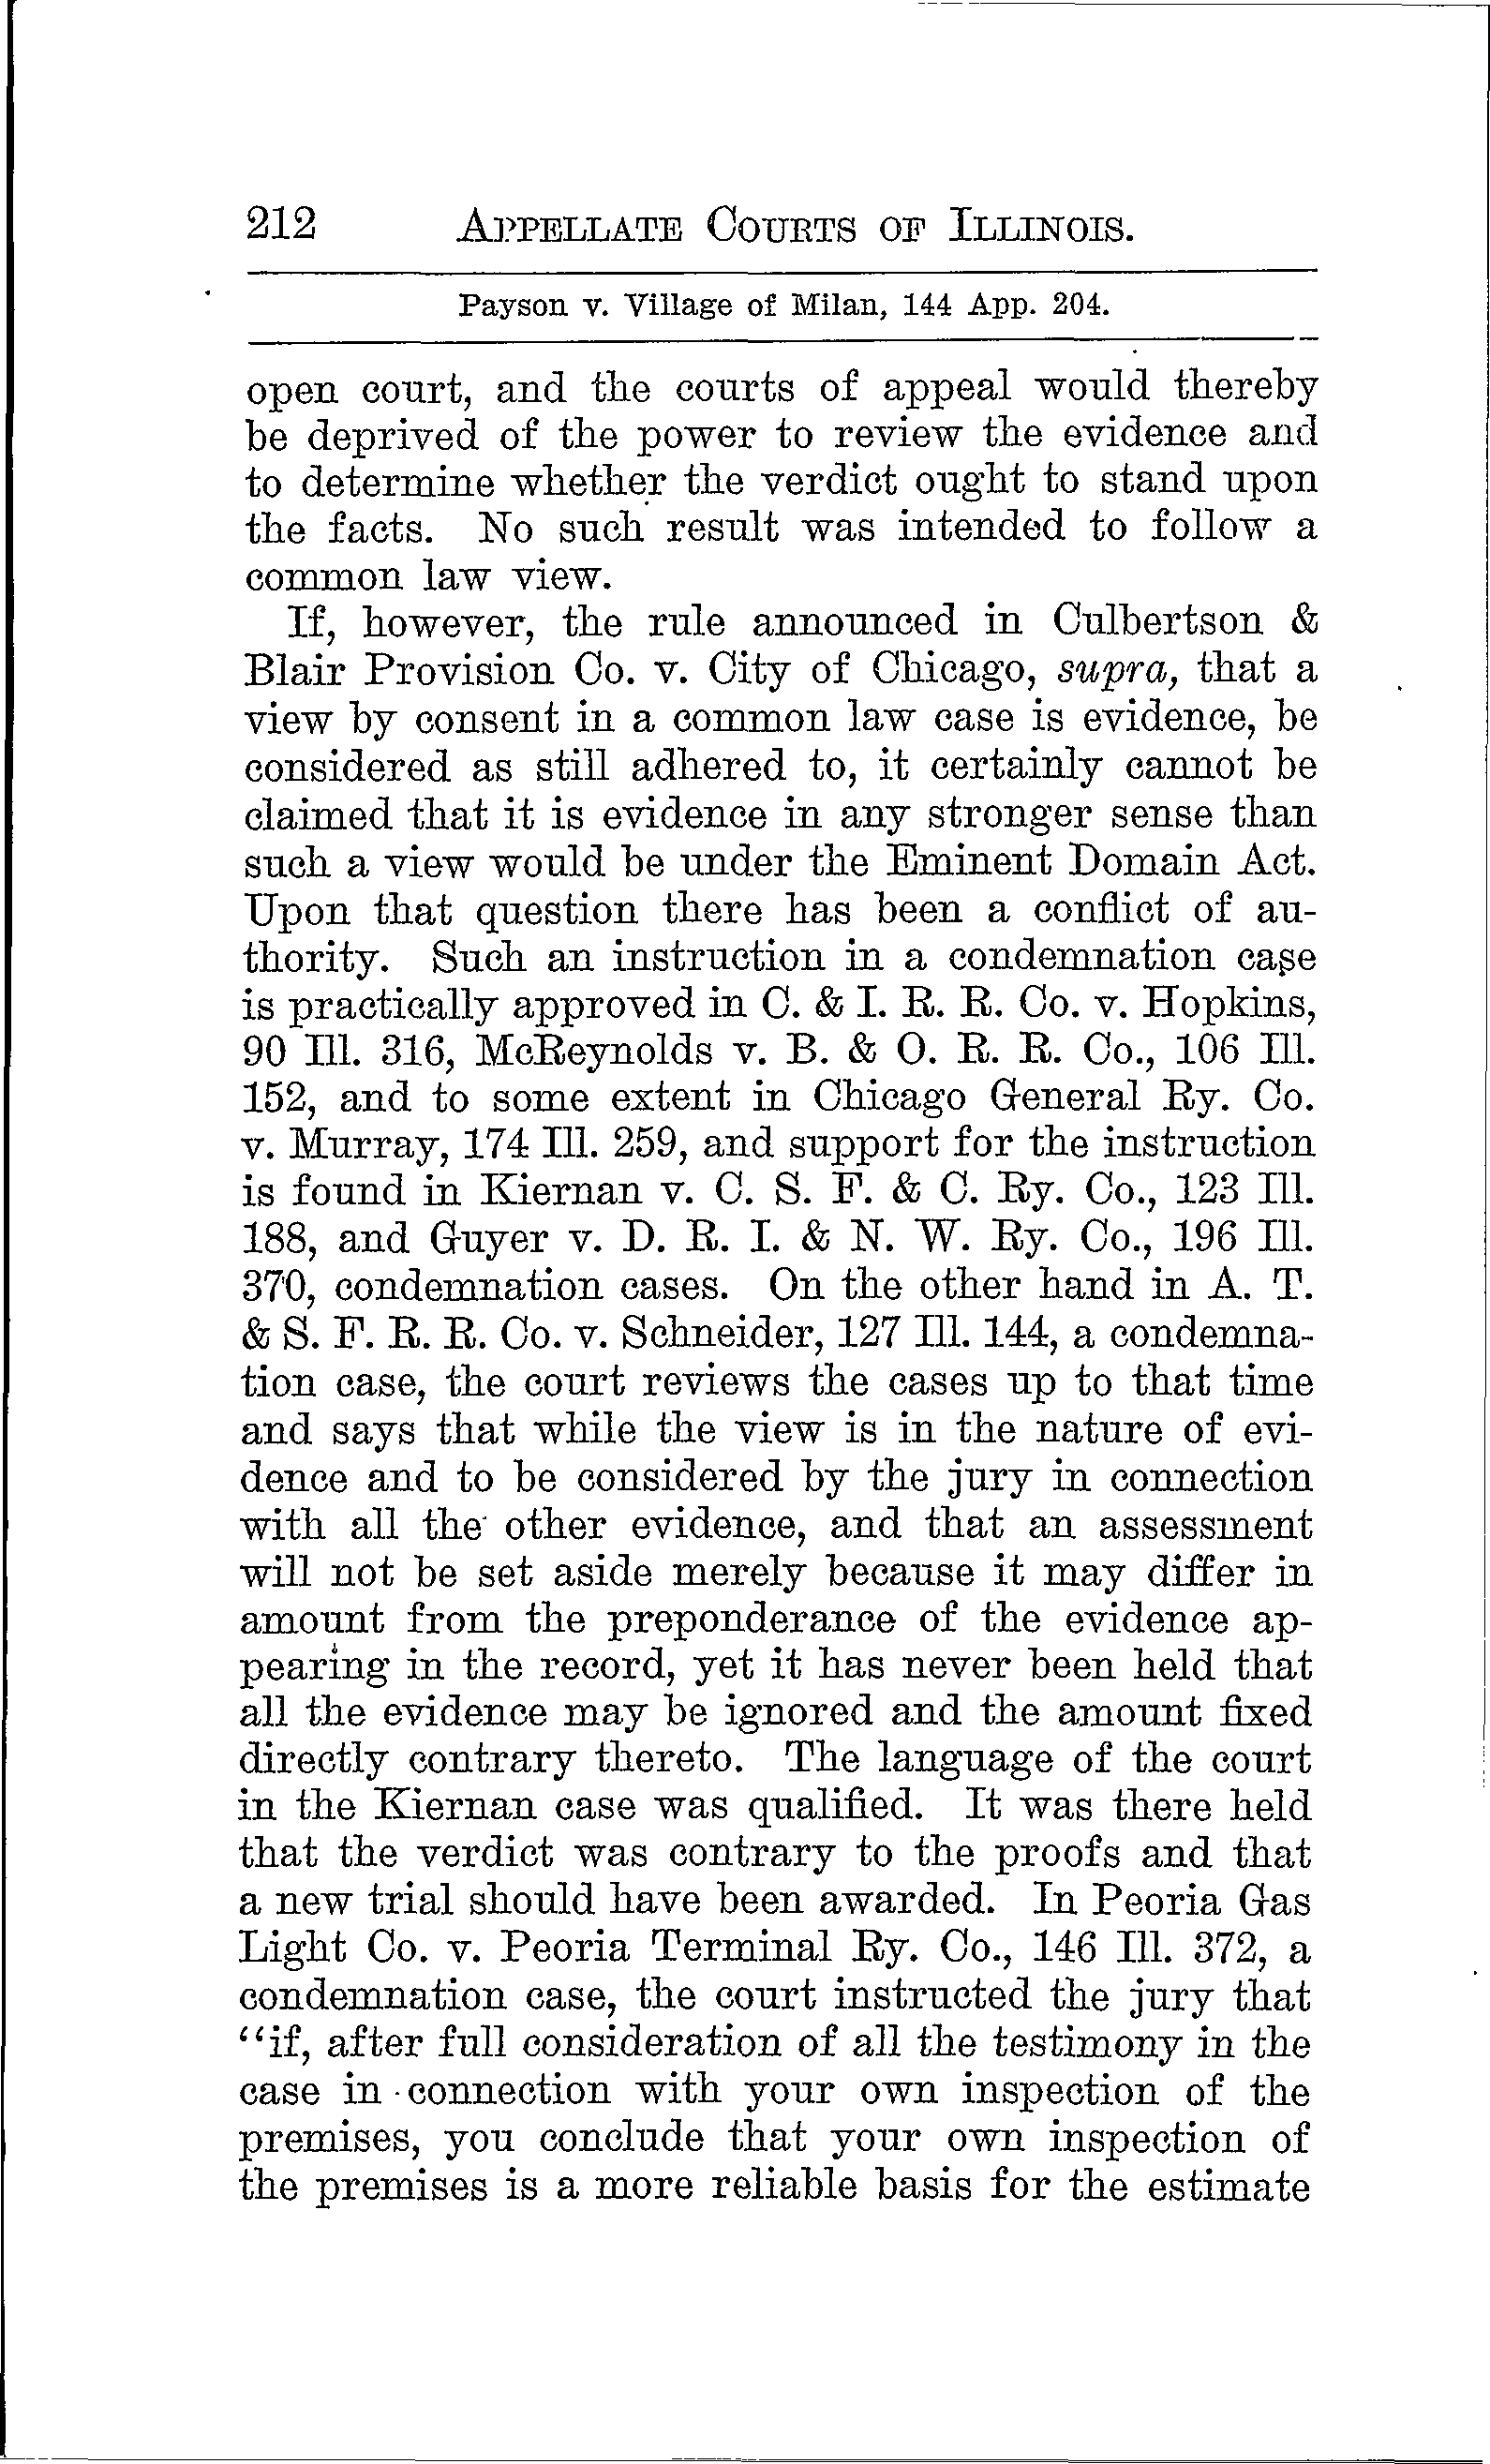 212 APPELLATE COURTS OF ILLINOIS.
Payson v. Village of Milan, 144 App. 204.
open court, and the courts of appeal would thereby
be deprived of the power to review the evidence and
to determine whether the verdict ought to stand upon
the facts. No such result was intended to follow a
common law view.
If, however, the rule announced in Culbertson &
Blair Provision Co. v. City of Chicago, supra, that a
view by consent in a common law case is evidence, be
considered as still adhered to, it certainly cannot be
claimed that it is evidence in any stronger sense than
such a view would be under the Eminent Domain Act.
Upon that question there has been a conflict of au-
thority. Such an instruction in a condemnation case
is practically approved in C. & I. R. R. Co. v. Hopkins,
90 Ill. 316, McReynolds v. B. & O. R. R. Co., 106 Ill.
152, and to some extent in Chicago General Ry. Co.
v. Murray, 174 Ill. 259, and support for the instruction
is found in Kiernan v. C. S. F. & C. Ry. Co., 123 Ill.
188, and Guyer v. D. R. I. & N. W. Ry. Co., 196 Ill.
370, condemnation cases. On the other hand in A. T.
& S. F. R. R. Co. v. Schneider, 127 Ill. 144, a condemna-
tion case, the court reviews the cases up to that time
and says that while the view is in the nature of evi-
dence and to be considered by the jury in connection
with all the other evidence, and that an assessment
will not be set aside merely because it may differ in
amount from the preponderance of the evidence ap-
pearing in the record, yet it has never been held that
all the evidence may be ignored and the amount fixed
directly contrary thereto. The language of the court
in the Kiernan case was qualified. It was there held
that the verdict was contrary to the proofs and that
a new trial should have been awarded. In Peoria Gas
Light Co. v. Peoria Terminal Ry. Co., 146 Ill. 372, a
condemnation case, the court instructed the jury that
"if, after full consideration of all the testimony in the
case in connection with your own inspection of the
premises, you conclude that your own inspection of
the premises is a more reliable basis for the estimate